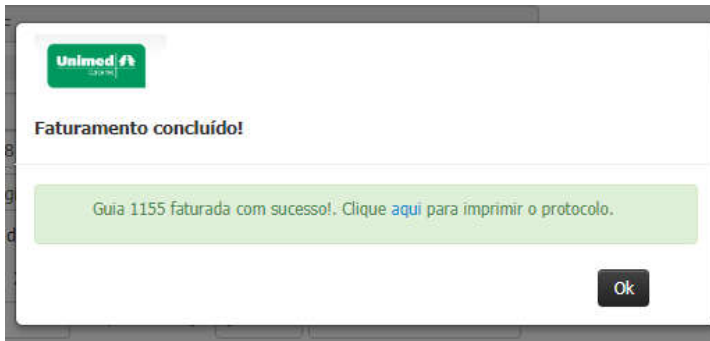 Unimed
Faturamento concluído!
Guia 1155 faturada com sucesso!. Clique aqui para imprimir o protocolo.
Ok